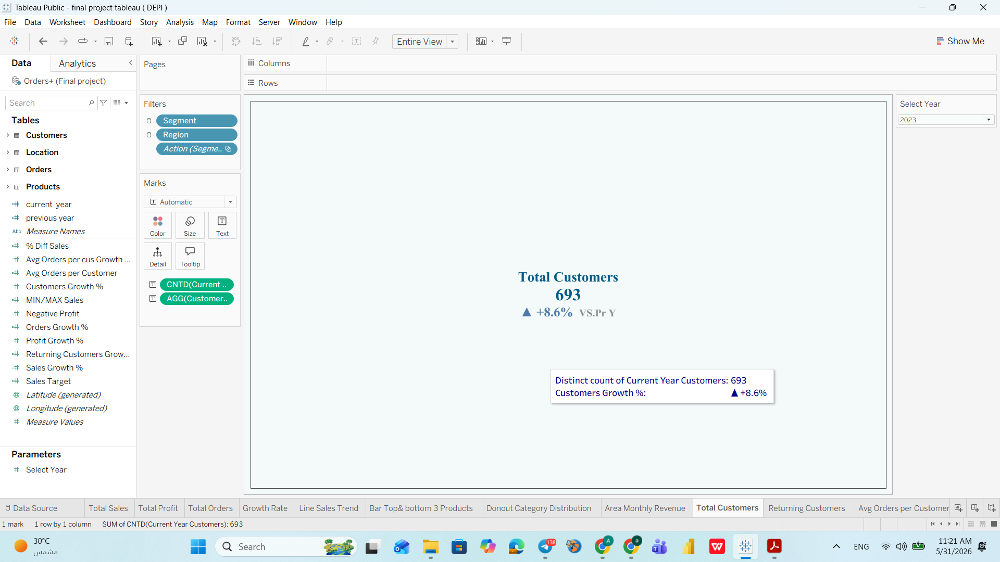 Tableau Public - final project tableau ( DEPI )
File Data Worksheet Dashboard Story Analysis Map Format Server Window Help
Entire View
Show Me
Data Analytics
Orders+ (Final project)
Search
Tables
Customers
Location
Orders
Products
current year
previous year
Abc Measure Names
% Diff Sales
Avg Orders per cus Growth ...
Avg Orders per Customer
Customers Growth %
MIN/MAX Sales
Negative Profit
Orders Growth %
Profit Growth %
Returning Customers Grow...
Sales Growth %
Sales Target
Latitude (generated)
Longitude (generated)
Measure Values
Parameters
Select Year
Pages
Filters
Segment
Region
Action (Segme..
Marks
Automatic
Color Size Text
Detail Tooltip
CNTD(Current ..
AGG(Customer..
Columns
Rows
Total Customers
693
▲ +8.6% VS.Pr Y
Distinct count of Current Year Customers: 693
Customers Growth %: ▲ +8.6%
Select Year
2023
Data Source Total Sales Total Profit Total Orders Growth Rate Line Sales Trend Bar Top& bottom 3 Products Donout Category Distribution Area Monthly Revenue Total Customers Returning Customers Avg Orders per Customer
1 mark 1 row by 1 column SUM of CNTD(Current Year Customers): 693
30°C
مشمس
Search
138
A
a
ENG
11:21 AM
5/31/2026